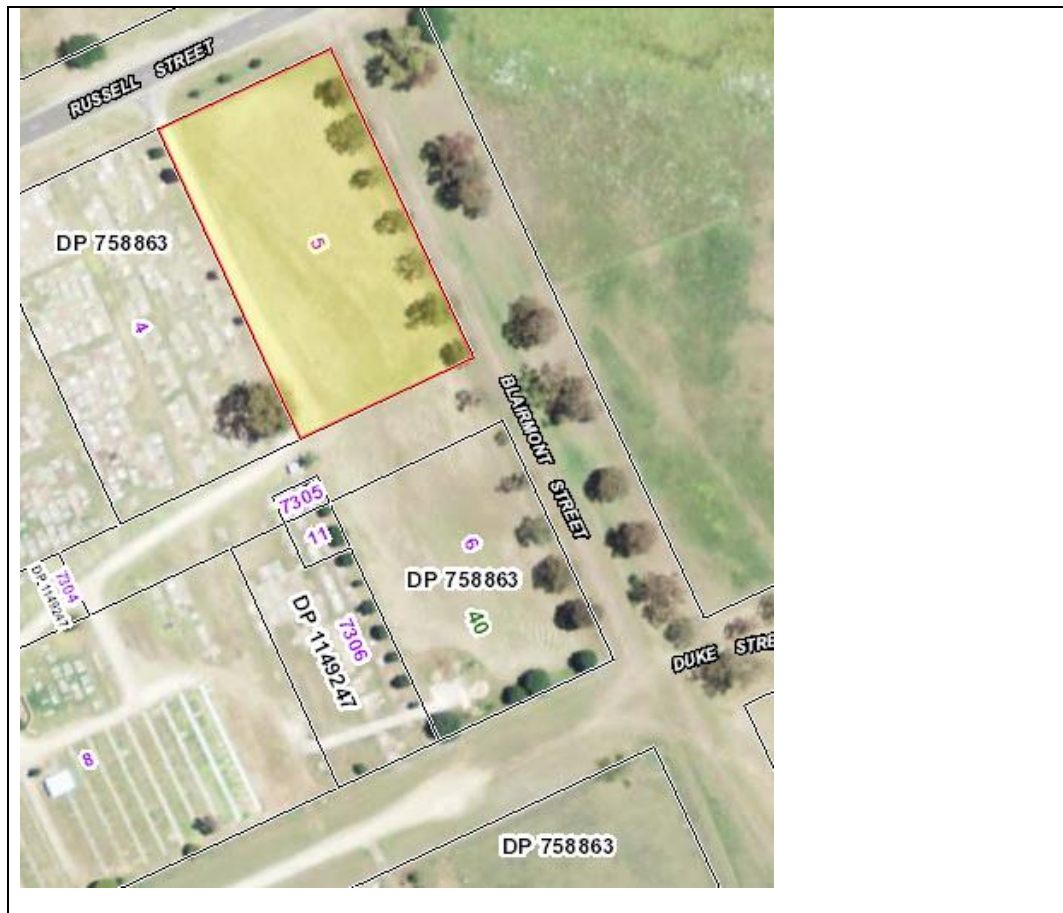 RUSSELL STREET
DP 758863
5
4
BLAIRMONT STREET
7305
11
6
DP 758863
40
7304
DP 1149247
7306
DP 1149247
DUKE STRE
8
DP 758863